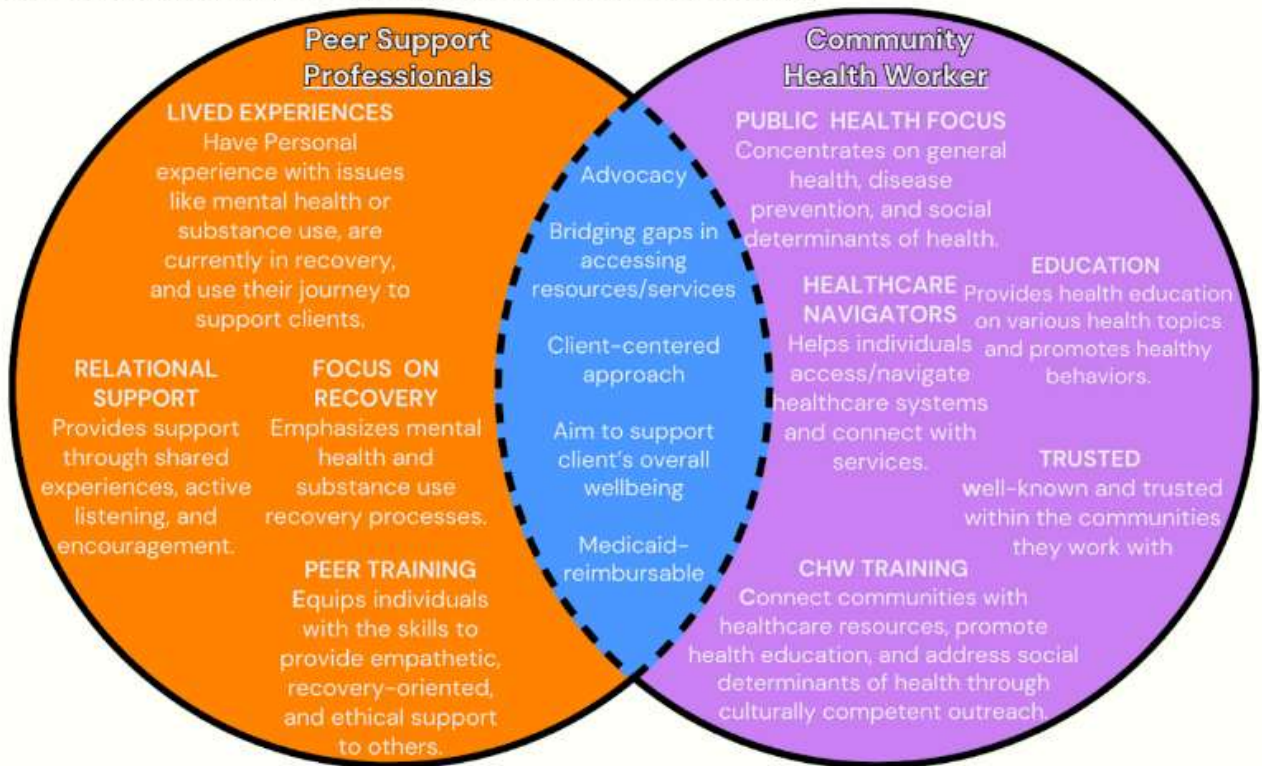 Peer Support
Professionals
LIVED EXPERIENCES
Have Personal
experience with issues
like mental health or
substance use, are
currently in recovery,
and use their journey to
support clients.
RELATIONAL
SUPPORT
Provides support
through shared
experiences, active
listening, and
encouragement.
FOCUS ON
RECOVERY
Emphasizes mental
health and
substance use
recovery processes.
PEER TRAINING
Equips individuals
with the skills to
provide empathetic,
recovery-oriented,
and ethical support
to others.
Advocacy
Bridging gaps in
accessing
resources/services
Client-centered
approach
Aim to support
client's overall
wellbeing
Medicaid-
reimbursable
Community
Health Worker
PUBLIC HEALTH FOCUS
Concentrates on general
health, disease
prevention, and social
determinants of health.
HEALTHCARE
NAVIGATORS
Helps individuals
access/navigate
healthcare systems
and connect with
services.
EDUCATION
Provides health education
on various health topics
and promotes healthy
behaviors.
TRUSTED
well-known and trusted
within the communities
they work with
CHW TRAINING
Connect communities with
healthcare resources, promote
health education, and address social
determinants of health through
culturally competent outreach.